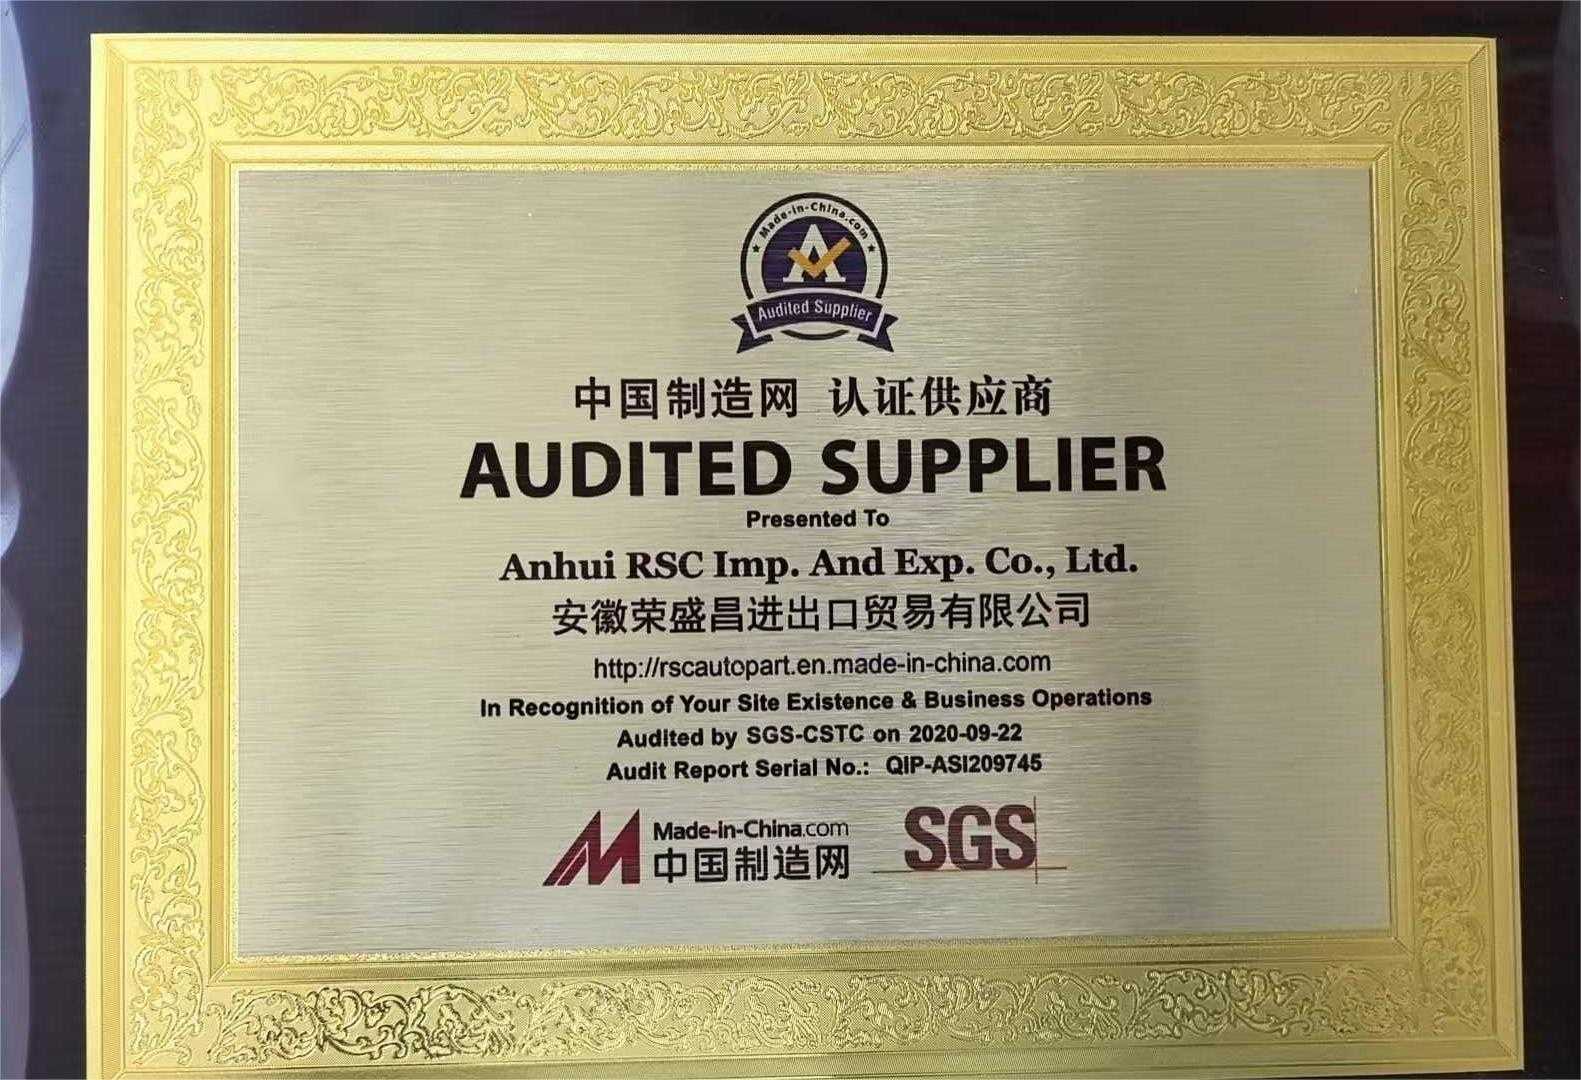 Made-in-China.com
A
Audited Supplier
中国制造网 认证供应商
AUDITED SUPPLIER
Presented To
Anhui RSC Imp. And Exp. Co., Ltd.
安徽荣盛昌进出口贸易有限公司
http://rscautopart.en.made-in-china.com
In Recognition of Your Site Existence & Business Operations
Audited by SGS-CSTC on 2020-09-22
Audit Report Serial No.: QIP-ASI209745
Made-in-China.com
中国制造网
SGS